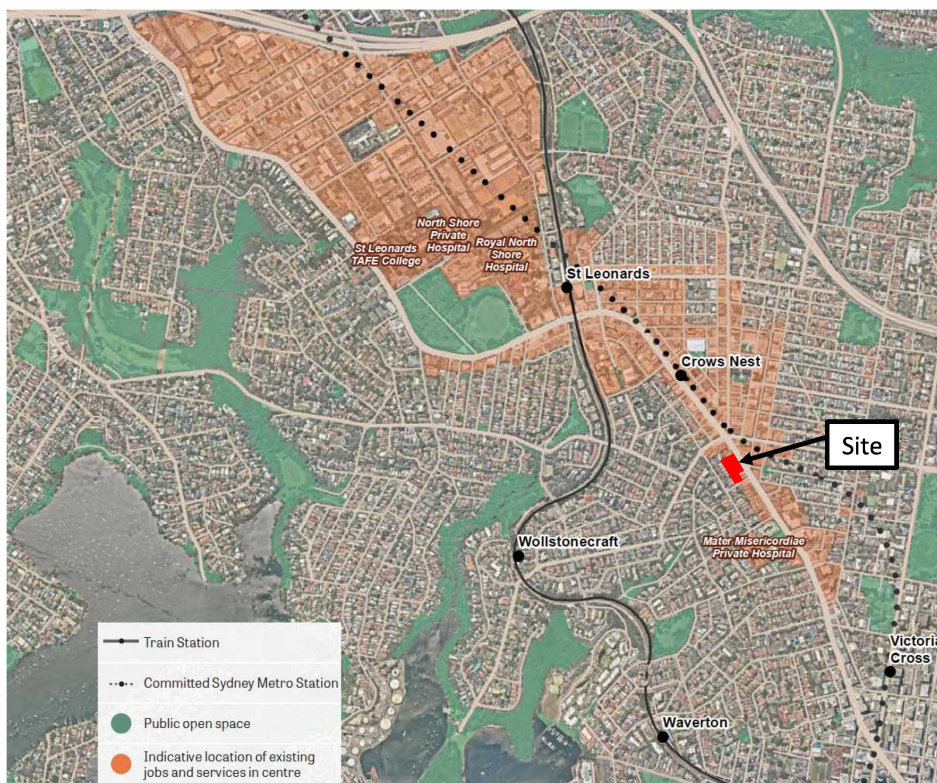 North Shore
Private
Hospital
St Leonards
TAFE College
Royal North
Shore
Hospital
St Leonards
Crows Nest
Site
Mater Misericordiae
Private Hospital
Wollstonecraft
Victoria
Cross
Waverton
Train Station
Committed Sydney Metro Station
Public open space
Indicative location of existing
jobs and services in centre